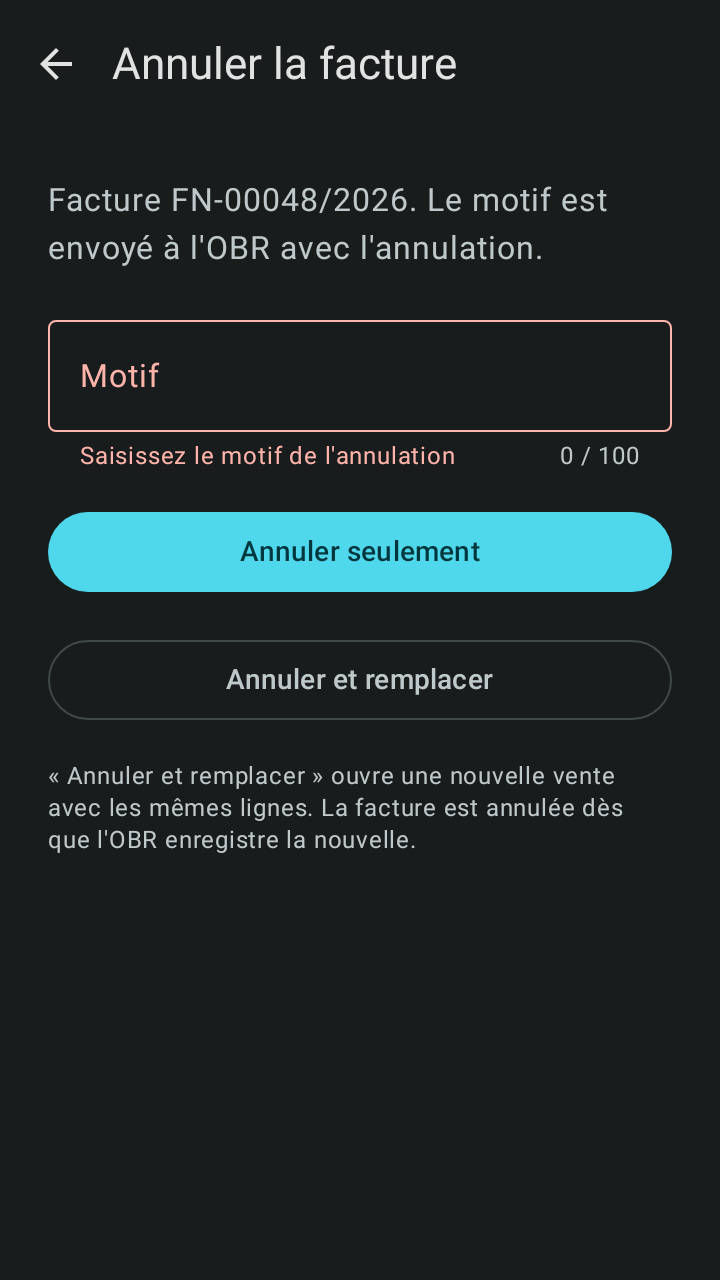 Annuler la facture
Facture FN-00048/2026. Le motif est
envoyé à l'OBR avec l'annulation.
Motif
Saisissez le motif de l'annulation 0 / 100
Annuler seulement
Annuler et remplacer
« Annuler et remplacer » ouvre une nouvelle vente
avec les mêmes lignes. La facture est annulée dès
que l'OBR enregistre la nouvelle.